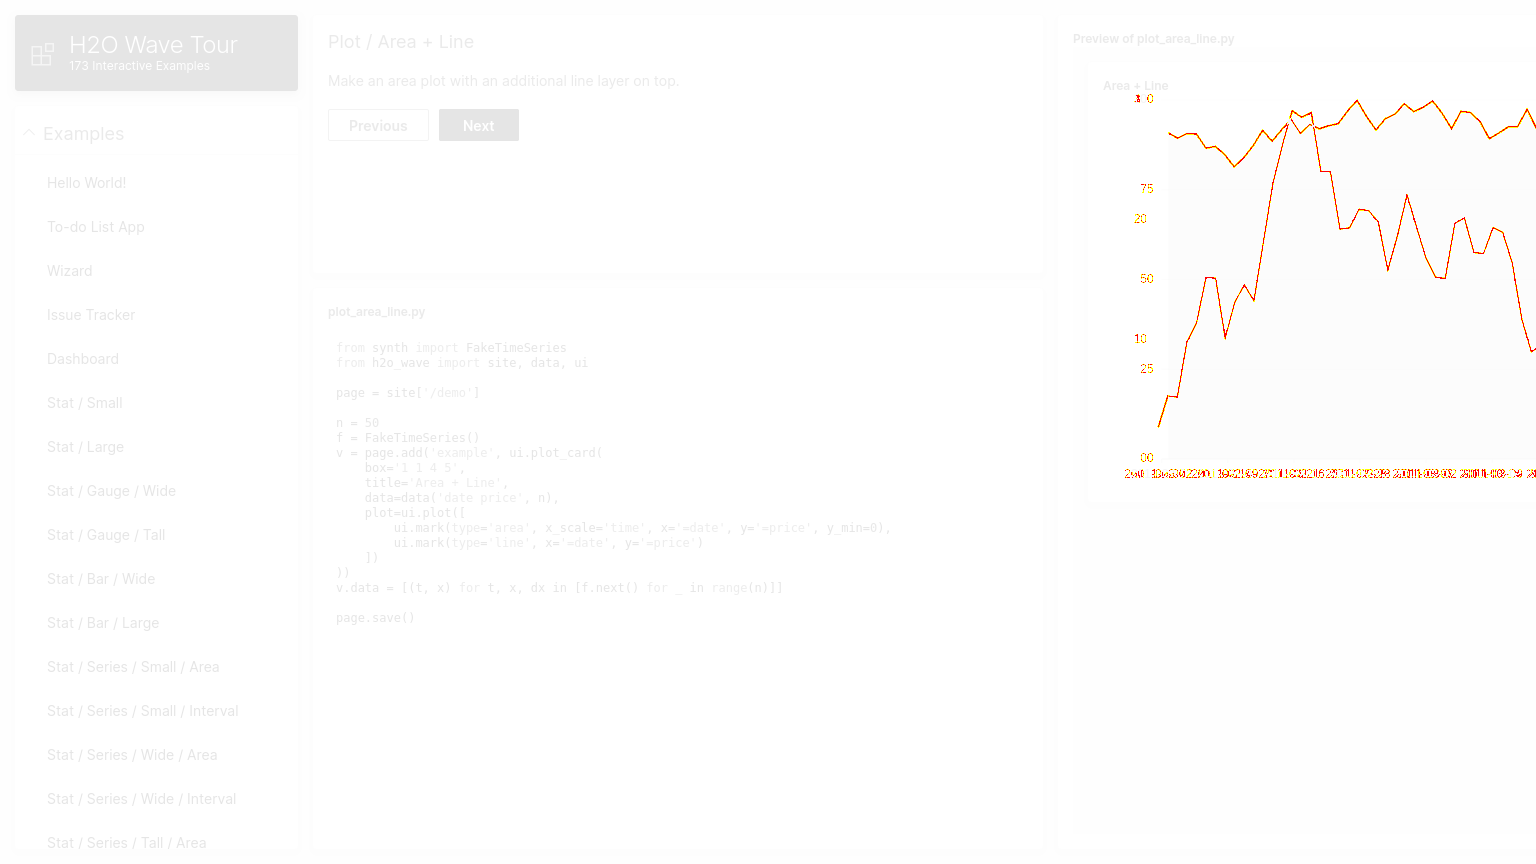 H2O Wave Tour
173 Interactive Examples
Examples
Hello World!
To-do List App
Wizard
Issue Tracker
Dashboard
Stat / Small
Stat / Large
Stat / Gauge / Wide
Stat / Gauge / Tall
Stat / Bar / Wide
Stat / Bar / Large
Stat / Series / Small / Area
Stat / Series / Small / Interval
Stat / Series / Wide / Area
Stat / Series / Wide / Interval
Stat / Series / Tall / Area
Plot / Area + Line
Make an area plot with an additional line layer on top.
Previous
Next
plot_area_line.py
from synth import FakeTimeSeries
from h2o_wave import site, data, ui
page = site['/demo']
n = 50
f = FakeTimeSeries()
v = page.add('example', ui.plot_card(
box='1 1 4 5',
title='Area + Line',
data=data('date price', n),
plot=ui.plot([
ui.mark(type='area', x_scale='time', x='=date', y='=price', y_min=0),
ui.mark(type='line', x='=date', y='=price')
])
))
v.data = [(t, x) for t, x, dx in [f.next() for _ in range(n)]]
page.save()
Preview of plot_area_line.py
Area + Line
75
20
50
10
25